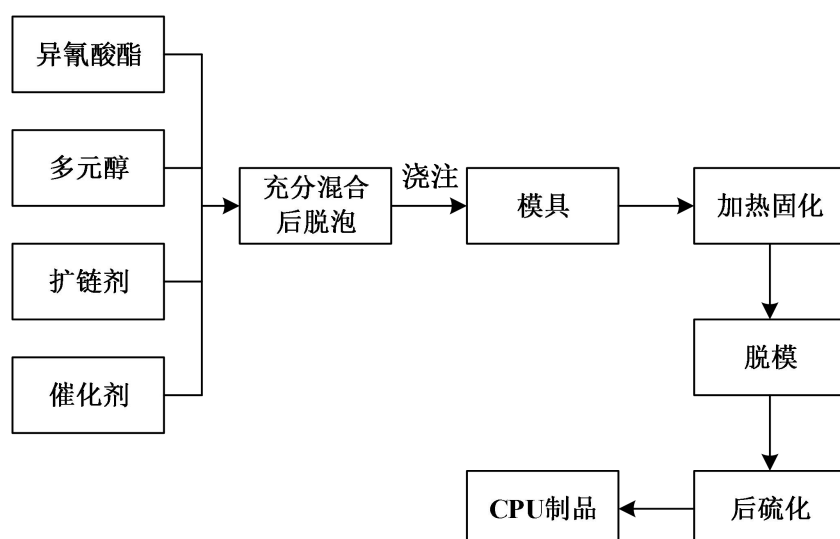 异氰酸酯
多元醇
扩链剂
催化剂
充分混合
后脱泡
浇注
模具
加热固化
脱模
后硫化
CPU制品